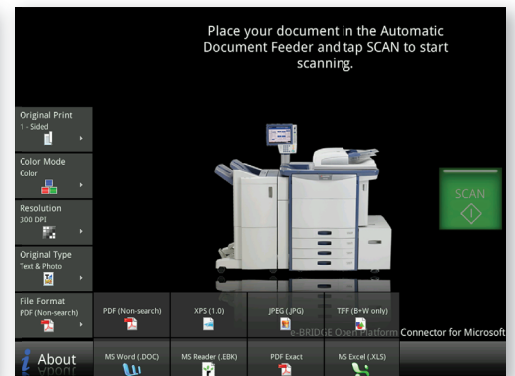 Place your document in the Automatic
Document Feeder and tap SCAN to start
scanning.
Original Print
1 - Sided
Color Mode
Color
SCAN
Resolution
300 DPI
Original Type
Text & Photo
File Format
PDF (Non-search)
PDF (Non-search)
XPS (1.0)
JPEG (.JPG)
TFF (B+W only)
e-BRIDGE Open Platform Connector for Microsoft
i About
MS Word (.DOC)
MS Reader (.EBK)
PDF Exact
MS Excel (.XLS)